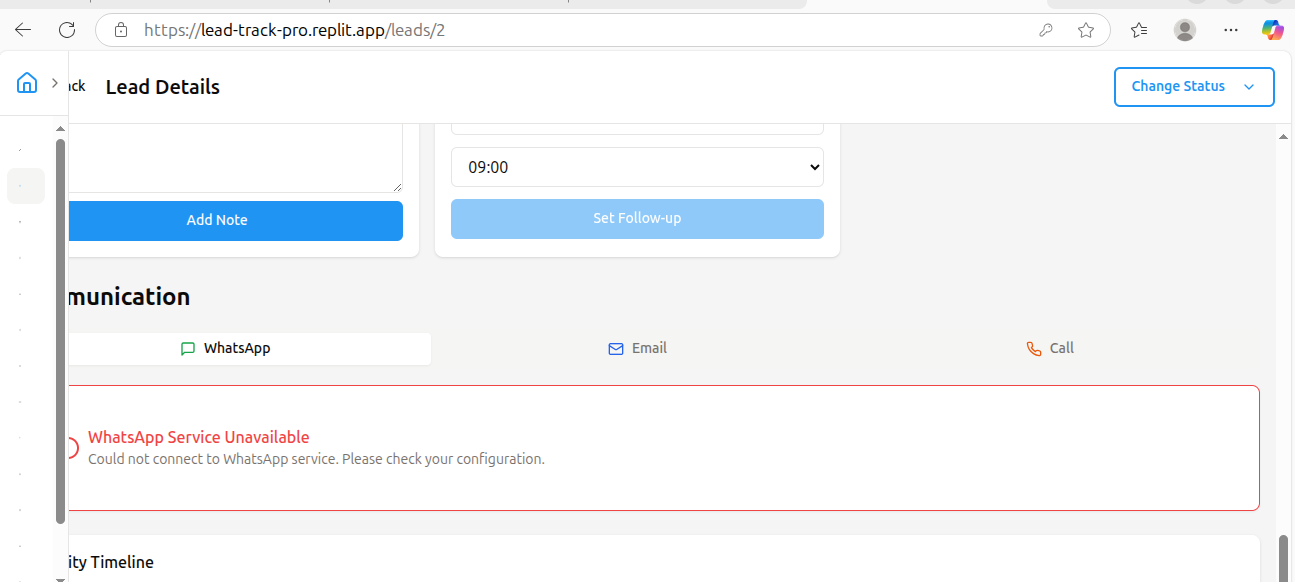 https://lead-track-pro.replit.app/leads/2
Lead Details
Change Status
09:00
Add Note
Set Follow-up
munication
WhatsApp
Email
Call
WhatsApp Service Unavailable
Could not connect to WhatsApp service. Please check your configuration.
ity Timeline